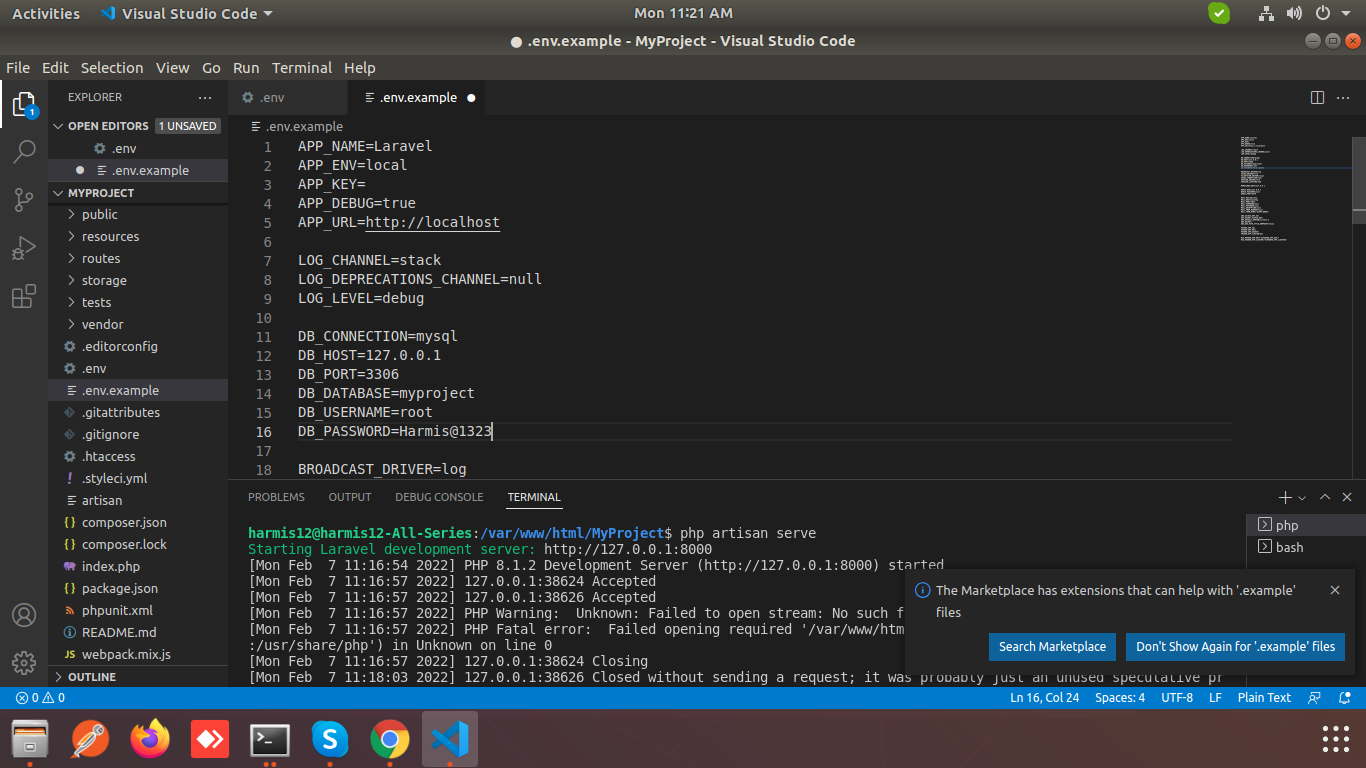 Activities Visual Studio Code Mon 11:21 AM
● .env.example - MyProject - Visual Studio Code
File Edit Selection View Go Run Terminal Help
EXPLORER
OPEN EDITORS 1 UNSAVED
.env
.env.example
MYPROJECT
public
resources
routes
storage
tests
vendor
.editorconfig
.env
.env.example
.gitattributes
.gitignore
.htaccess
.styleci.yml
artisan
composer.json
composer.lock
index.php
package.json
phpunit.xml
README.md
webpack.mix.js
OUTLINE
1
.env .env.example
.env.example
1 APP_NAME=Laravel
2 APP_ENV=local
3 APP_KEY=
4 APP_DEBUG=true
5 APP_URL=http://localhost
6
7 LOG_CHANNEL=stack
8 LOG_DEPRECATIONS_CHANNEL=null
9 LOG_LEVEL=debug
10
11 DB_CONNECTION=mysql
12 DB_HOST=127.0.0.1
13 DB_PORT=3306
14 DB_DATABASE=myproject
15 DB_USERNAME=root
16 DB_PASSWORD=Harmis@1323
17
18 BROADCAST_DRIVER=log
PROBLEMS OUTPUT DEBUG CONSOLE TERMINAL
harmis12@harmis12-All-Series:/var/www/html/MyProject$ php artisan serve
Starting Laravel development server: http://127.0.0.1:8000
[Mon Feb  7 11:16:54 2022] PHP 8.1.2 Development Server (http://127.0.0.1:8000) started
[Mon Feb  7 11:16:57 2022] 127.0.0.1:38624 Accepted
[Mon Feb  7 11:16:57 2022] 127.0.0.1:38626 Accepted
[Mon Feb  7 11:16:57 2022] PHP Warning:  Unknown: Failed to open stream: No such f
[Mon Feb  7 11:16:57 2022] PHP Fatal error:  Failed opening required '/var/www/htm
:/usr/share/php') in Unknown on line 0
[Mon Feb  7 11:16:57 2022] 127.0.0.1:38624 Closing
[Mon Feb  7 11:18:03 2022] 127.0.0.1:38626 Closed without sending a request; it was probably just an unused speculative pr
php
bash
The Marketplace has extensions that can help with '.example'
files
Search Marketplace Don't Show Again for '.example' files
0 0 Ln 16, Col 24 Spaces: 4 UTF-8 LF Plain Text